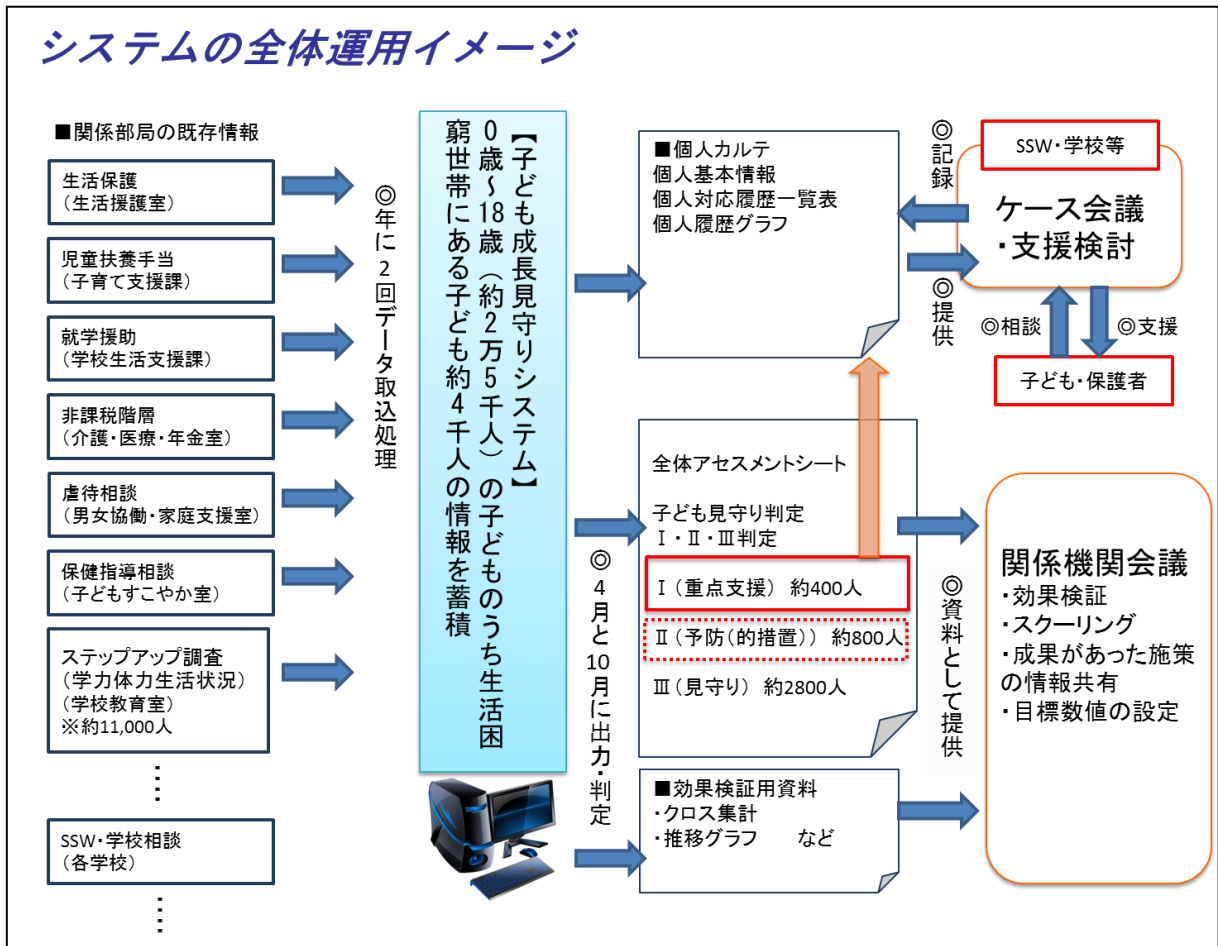 システムの全体運用イメージ
■関係部局の既存情報
生活保護
(生活援護室)
児童扶養手当
(子育て支援課)
就学援助
(学校生活支援課)
非課税階層
(介護・医療・年金室)
虐待相談
(男女協働・家庭支援室)
保健指導相談
(子どもすこやか室)
ステップアップ調査
(学力体力生活状況)
(学校教育室)
※約11,000人
⋮
SSW・学校相談
(各学校)
⋮
◎年に2回データ取込処理
【子ども成長見守りシステム】
0歳~18歳(約2万5千人)の子どものうち生活困
窮世帯にある子ども約4千人の情報を蓄積
◎4月と10月に出力・判定
■個人カルテ
個人基本情報
個人対応履歴一覧表
個人履歴グラフ
全体アセスメントシート
子ども見守り判定
Ⅰ・Ⅱ・Ⅲ判定
Ⅰ(重点支援) 約400人
Ⅱ(予防(的措置)) 約800人
Ⅲ(見守り) 約2800人
■効果検証用資料
・クロス集計
・推移グラフ など
◎記録
◎提供
SSW・学校等
ケース会議
・支援検討
◎相談
◎支援
子ども・保護者
◎資料として提供
関係機関会議
・効果検証
・スクーリング
・成果があった施策
の情報共有
・目標数値の設定